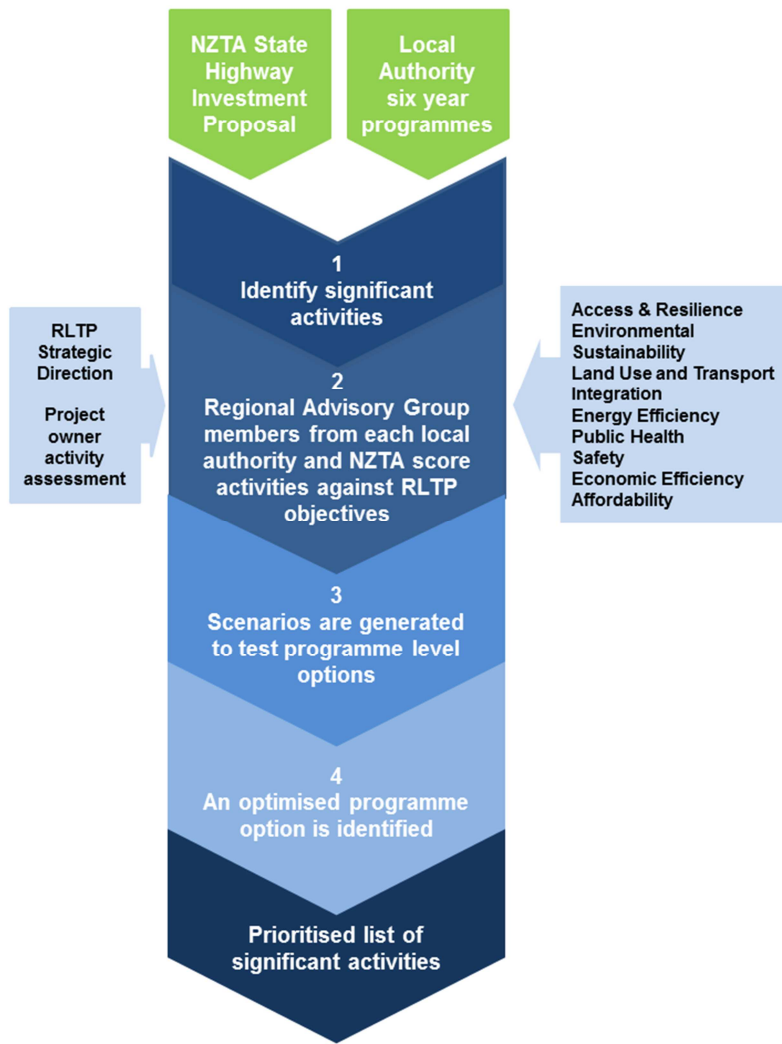 NZTA State
Highway
Investment
Proposal
Local
Authority
six year
programmes
1
Identify significant
activities
RLTP
Strategic
Direction
Project
owner
activity
assessment
2
Regional Advisory Group
members from each local
authority and NZTA score
activities against RLTP
objectives
Access & Resilience
Environmental
Sustainability
Land Use and Transport
Integration
Energy Efficiency
Public Health
Safety
Economic Efficiency
Affordability
3
Scenarios are generated
to test programme level
options
4
An optimised programme
option is identified
Prioritised list of
significant activities